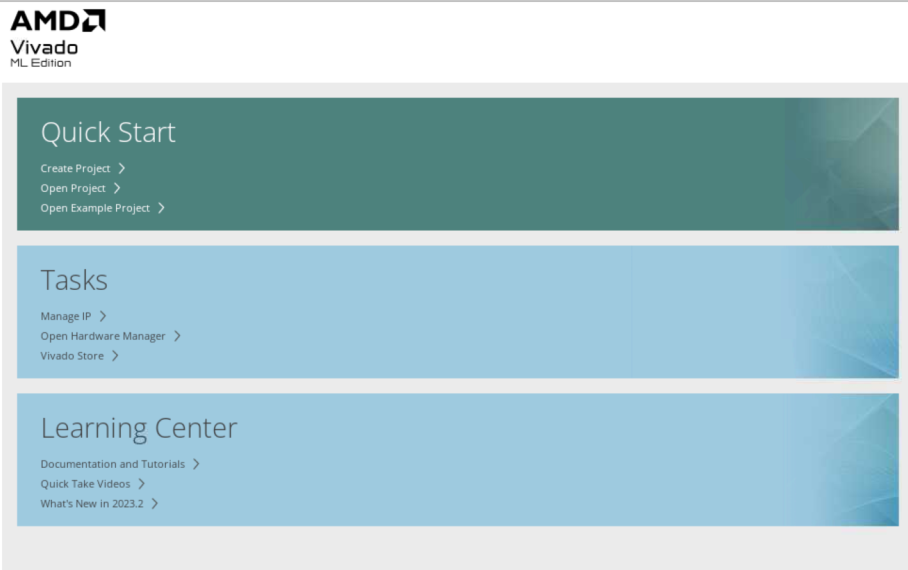 AMD
Vivado
ML Edition
Quick Start
Create Project
Open Project
Open Example Project
Tasks
Manage IP
Open Hardware Manager
Vivado Store
Learning Center
Documentation and Tutorials
Quick Take Videos
What's New in 2023.2